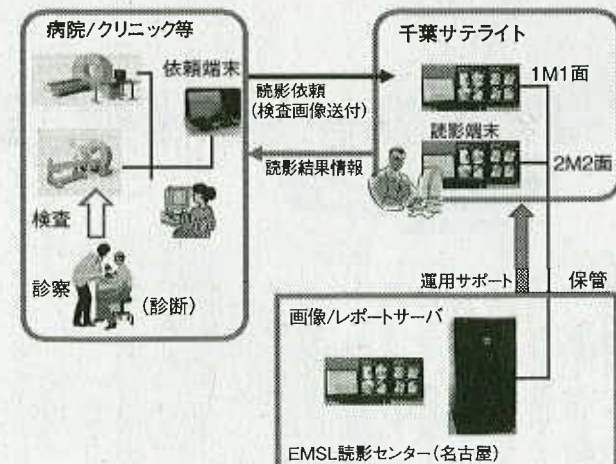 病院/クリニック等
依頼端末
検査
診察
(診断)
読影依頼
(検査画像送付)
読影結果情報
千葉サテライト
1M1面
読影端末
2M2面
運用サポート
保管
画像/レポートサーバ
EMSL読影センター(名古屋)